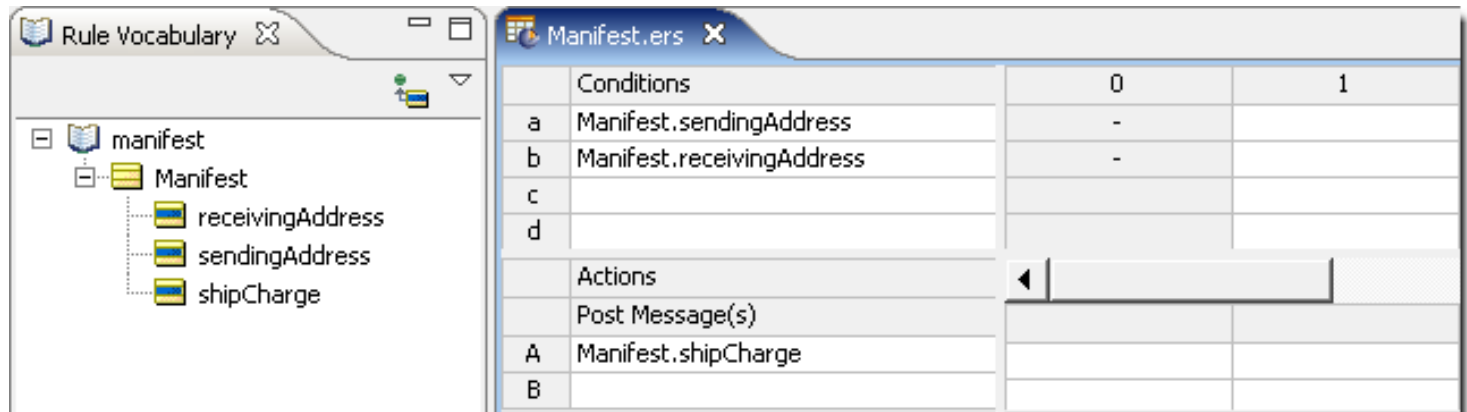 Rule Vocabulary
manifest
Manifest
receivingAddress
sendingAddress
shipCharge
Manifest.ers
Conditions 0 1
a Manifest.sendingAddress -
b Manifest.receivingAddress -
c
d
Actions
Post Message(s)
A Manifest.shipCharge
B